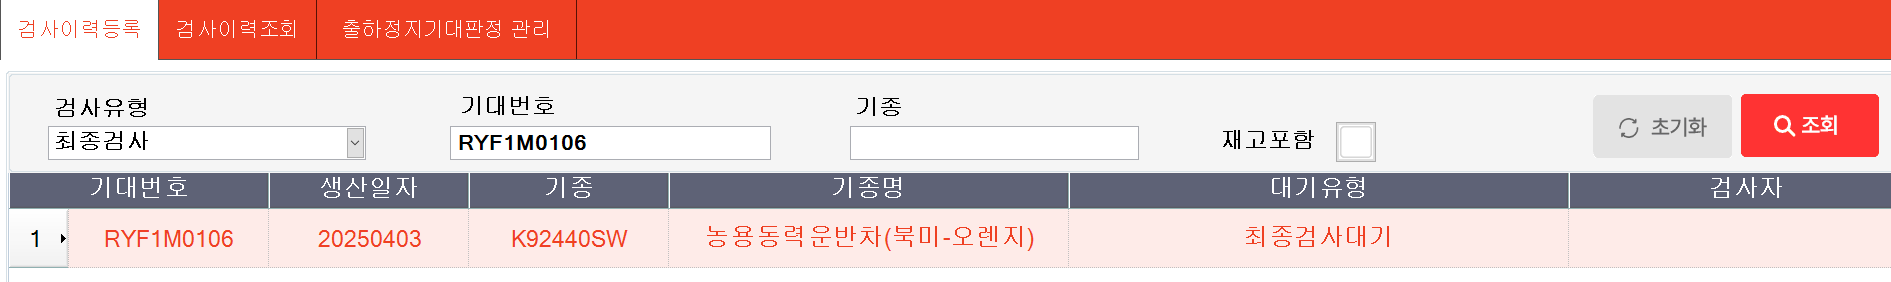 검사이력등록 검사이력조회 출하정지기대판정 관리
검사유형 기대번호 기종
최종검사 RYF1M0106 재고포함 초기화 조회
기대번호 생산일자 기종 기종명 대기유형 검사자
1 RYF1M0106 20250403 K92440SW 농용동력운반차(북미-오렌지) 최종검사대기